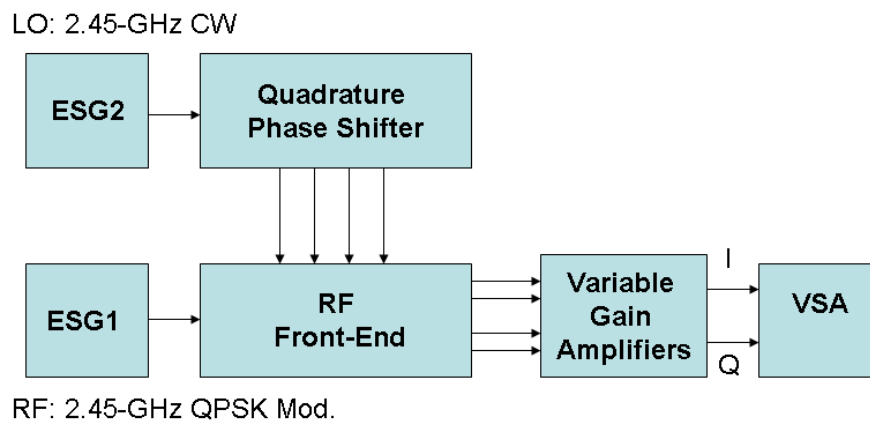 LO: 2.45-GHz CW
ESG2
Quadrature
Phase Shifter
ESG1
RF
Front-End
Variable
Gain
Amplifiers
I
Q
VSA
RF: 2.45-GHz QPSK Mod.